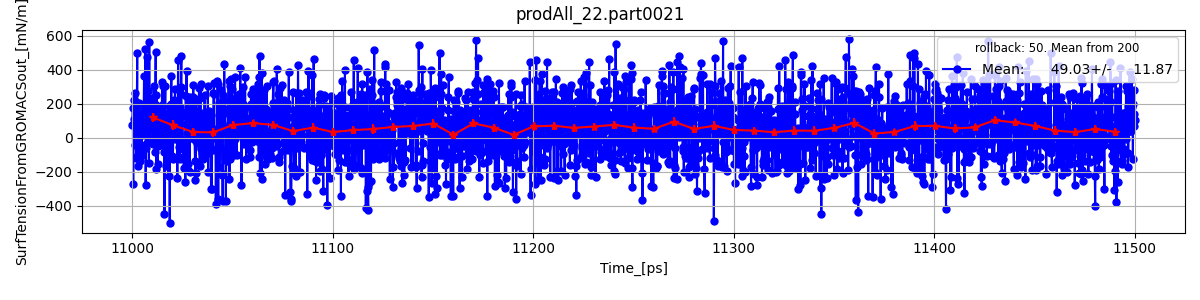 prodAll_22.part0021
SurfTensionFromGROMACSout_[mN/m]
600
400
200
0
−200
−400
rollback: 50. Mean from 200
Mean: 49.03+/- 11.87
11000 11100 11200 11300 11400 11500
Time_[ps]